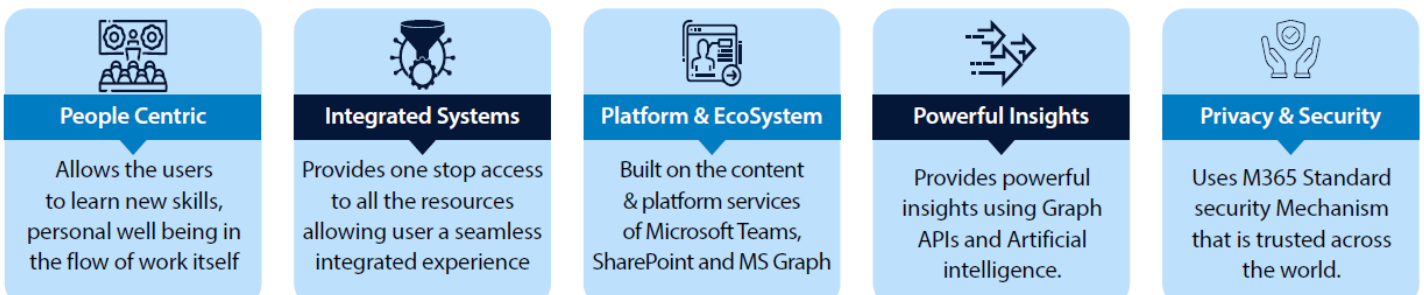 People Centric
Allows the users
to learn new skills,
personal well being in
the flow of work itself
Integrated Systems
Provides one stop access
to all the resources
allowing user a seamless
integrated experience
Platform & EcoSystem
Built on the content
& platform services
of Microsoft Teams,
SharePoint and MS Graph
Powerful Insights
Provides powerful
insights using Graph
APIs and Artificial
intelligence.
Privacy & Security
Uses M365 Standard
security Mechanism
that is trusted across
the world.